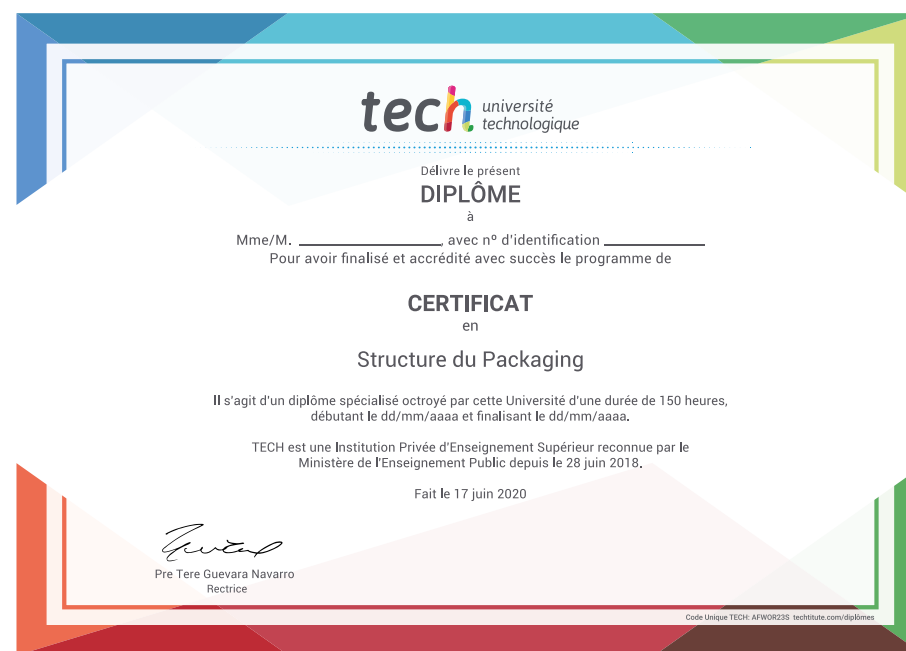 tech université
technologique
Délivre le présent
DIPLÔME
à
Mme/M. ____________________, avec nº d'identification ______________
Pour avoir finalisé et accrédité avec succès le programme de
CERTIFICAT
en
Structure du Packaging
Il s'agit d'un diplôme spécialisé octroyé par cette Université d'une durée de 150 heures,
débutant le dd/mm/aaaa et finalisant le dd/mm/aaaa.
TECH est une Institution Privée d'Enseignement Supérieur reconnue par le
Ministère de l'Enseignement Public depuis le 28 juin 2018.
Fait le 17 juin 2020
Pre Tere Guevara Navarro
Rectrice
Code Unique TECH: AFWOR23S techtitute.com/diplômes